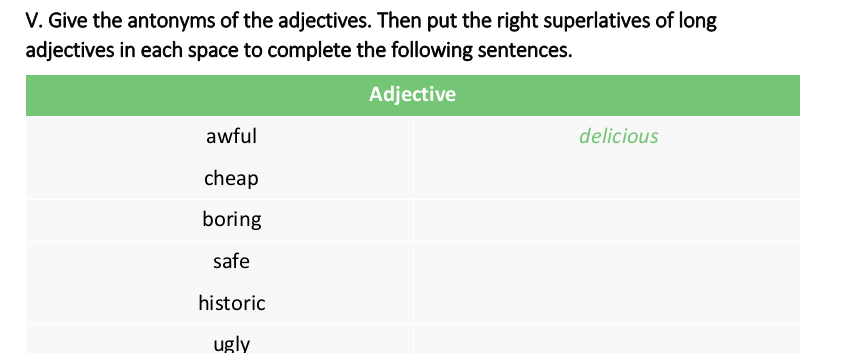 V. Give the antonyms of the adjectives. Then put the right superlatives of long
adjectives in each space to complete the following sentences.
Adjective
awful delicious
cheap
boring
safe
historic
ugly